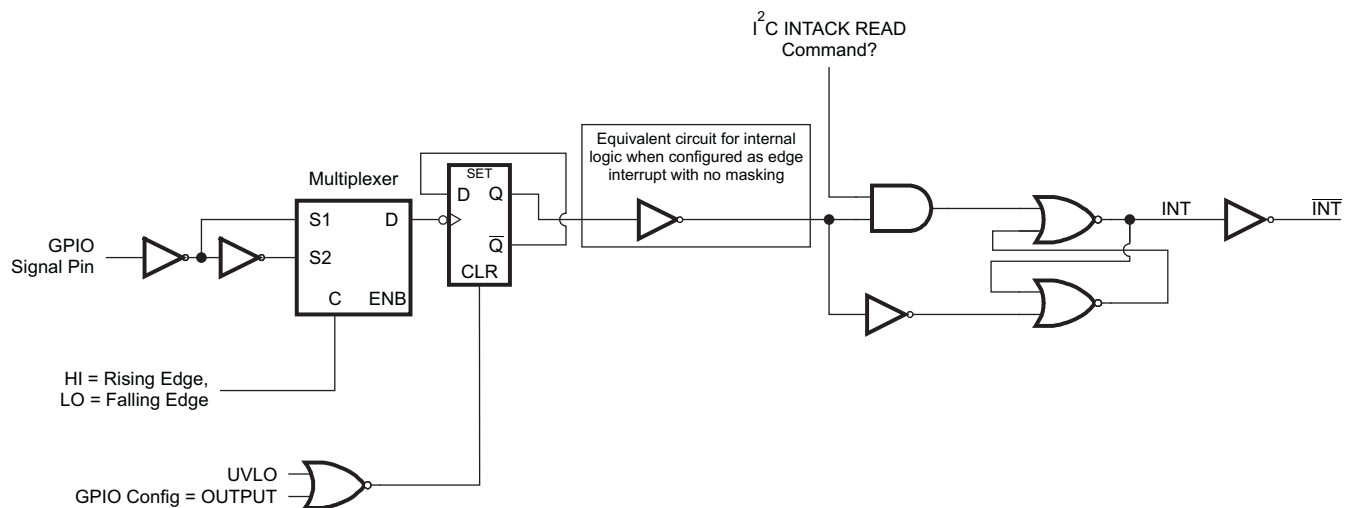 I²C INTACK READ
Command?
Equivalent circuit for internal
logic when configured as edge
interrupt with no masking
Multiplexer
SET
D Q
Q̅
CLR
S1 D
S2
C ENB
GPIO
Signal Pin
INT
I̅N̅T̅
HI = Rising Edge,
LO = Falling Edge
UVLO
GPIO Config = OUTPUT